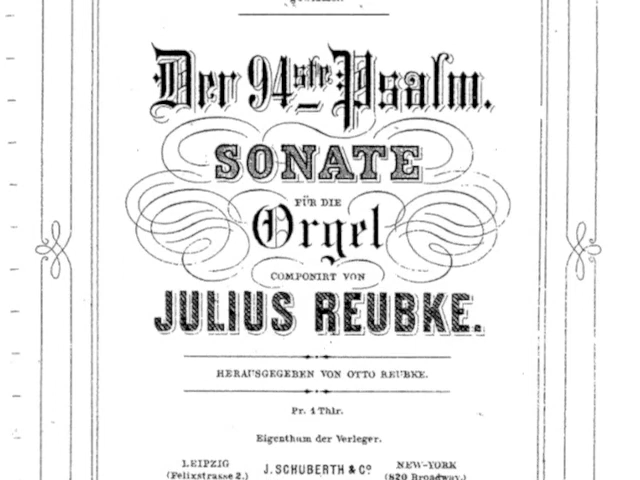 Der 94ste Psalm.
SONATE
FÜR DIE
Orgel
COMPONIRT VON
JULIUS REUBKE.
HERAUSGEGEBEN VON OTTO REUBKE.
Pr. 1 Thlr.
Eigenthum der Verleger.
LEIPZIG J. SCHUBERTH & Co. NEW-YORK
(Felixstrasse 2.) (820 Broadway.)